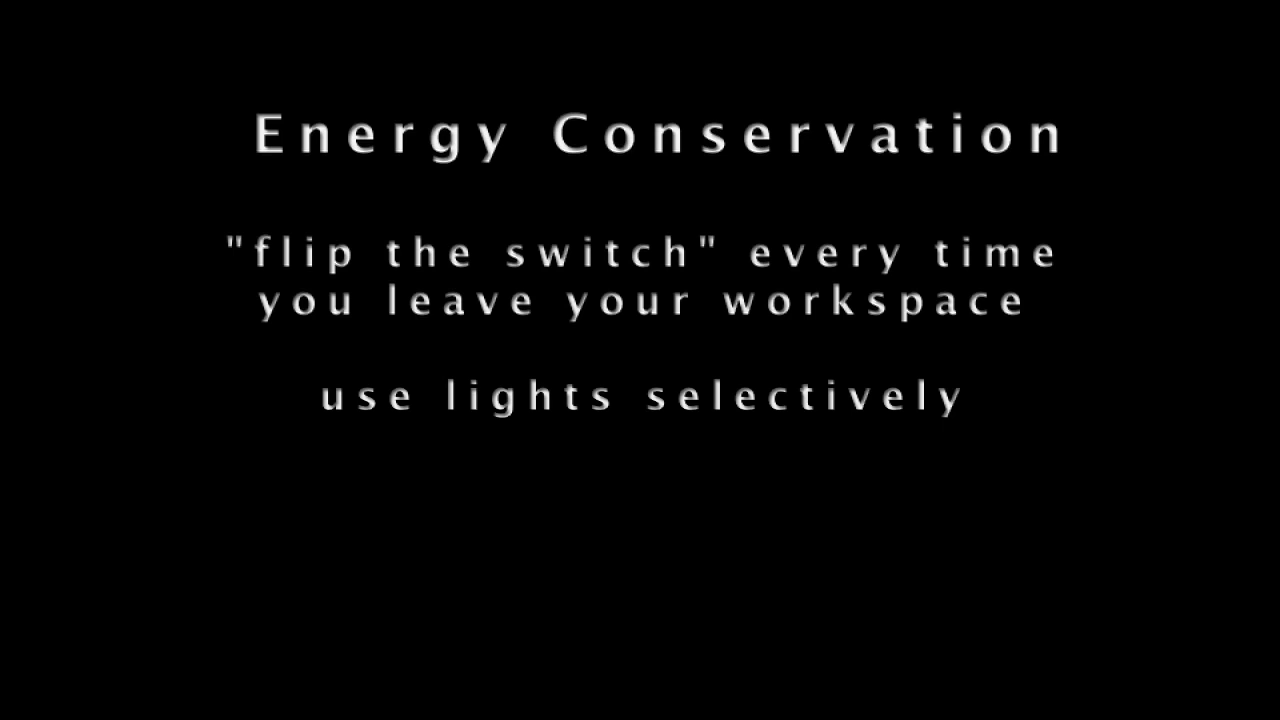 Energy Conservation
"flip the switch" every time
you leave your workspace
use lights selectively